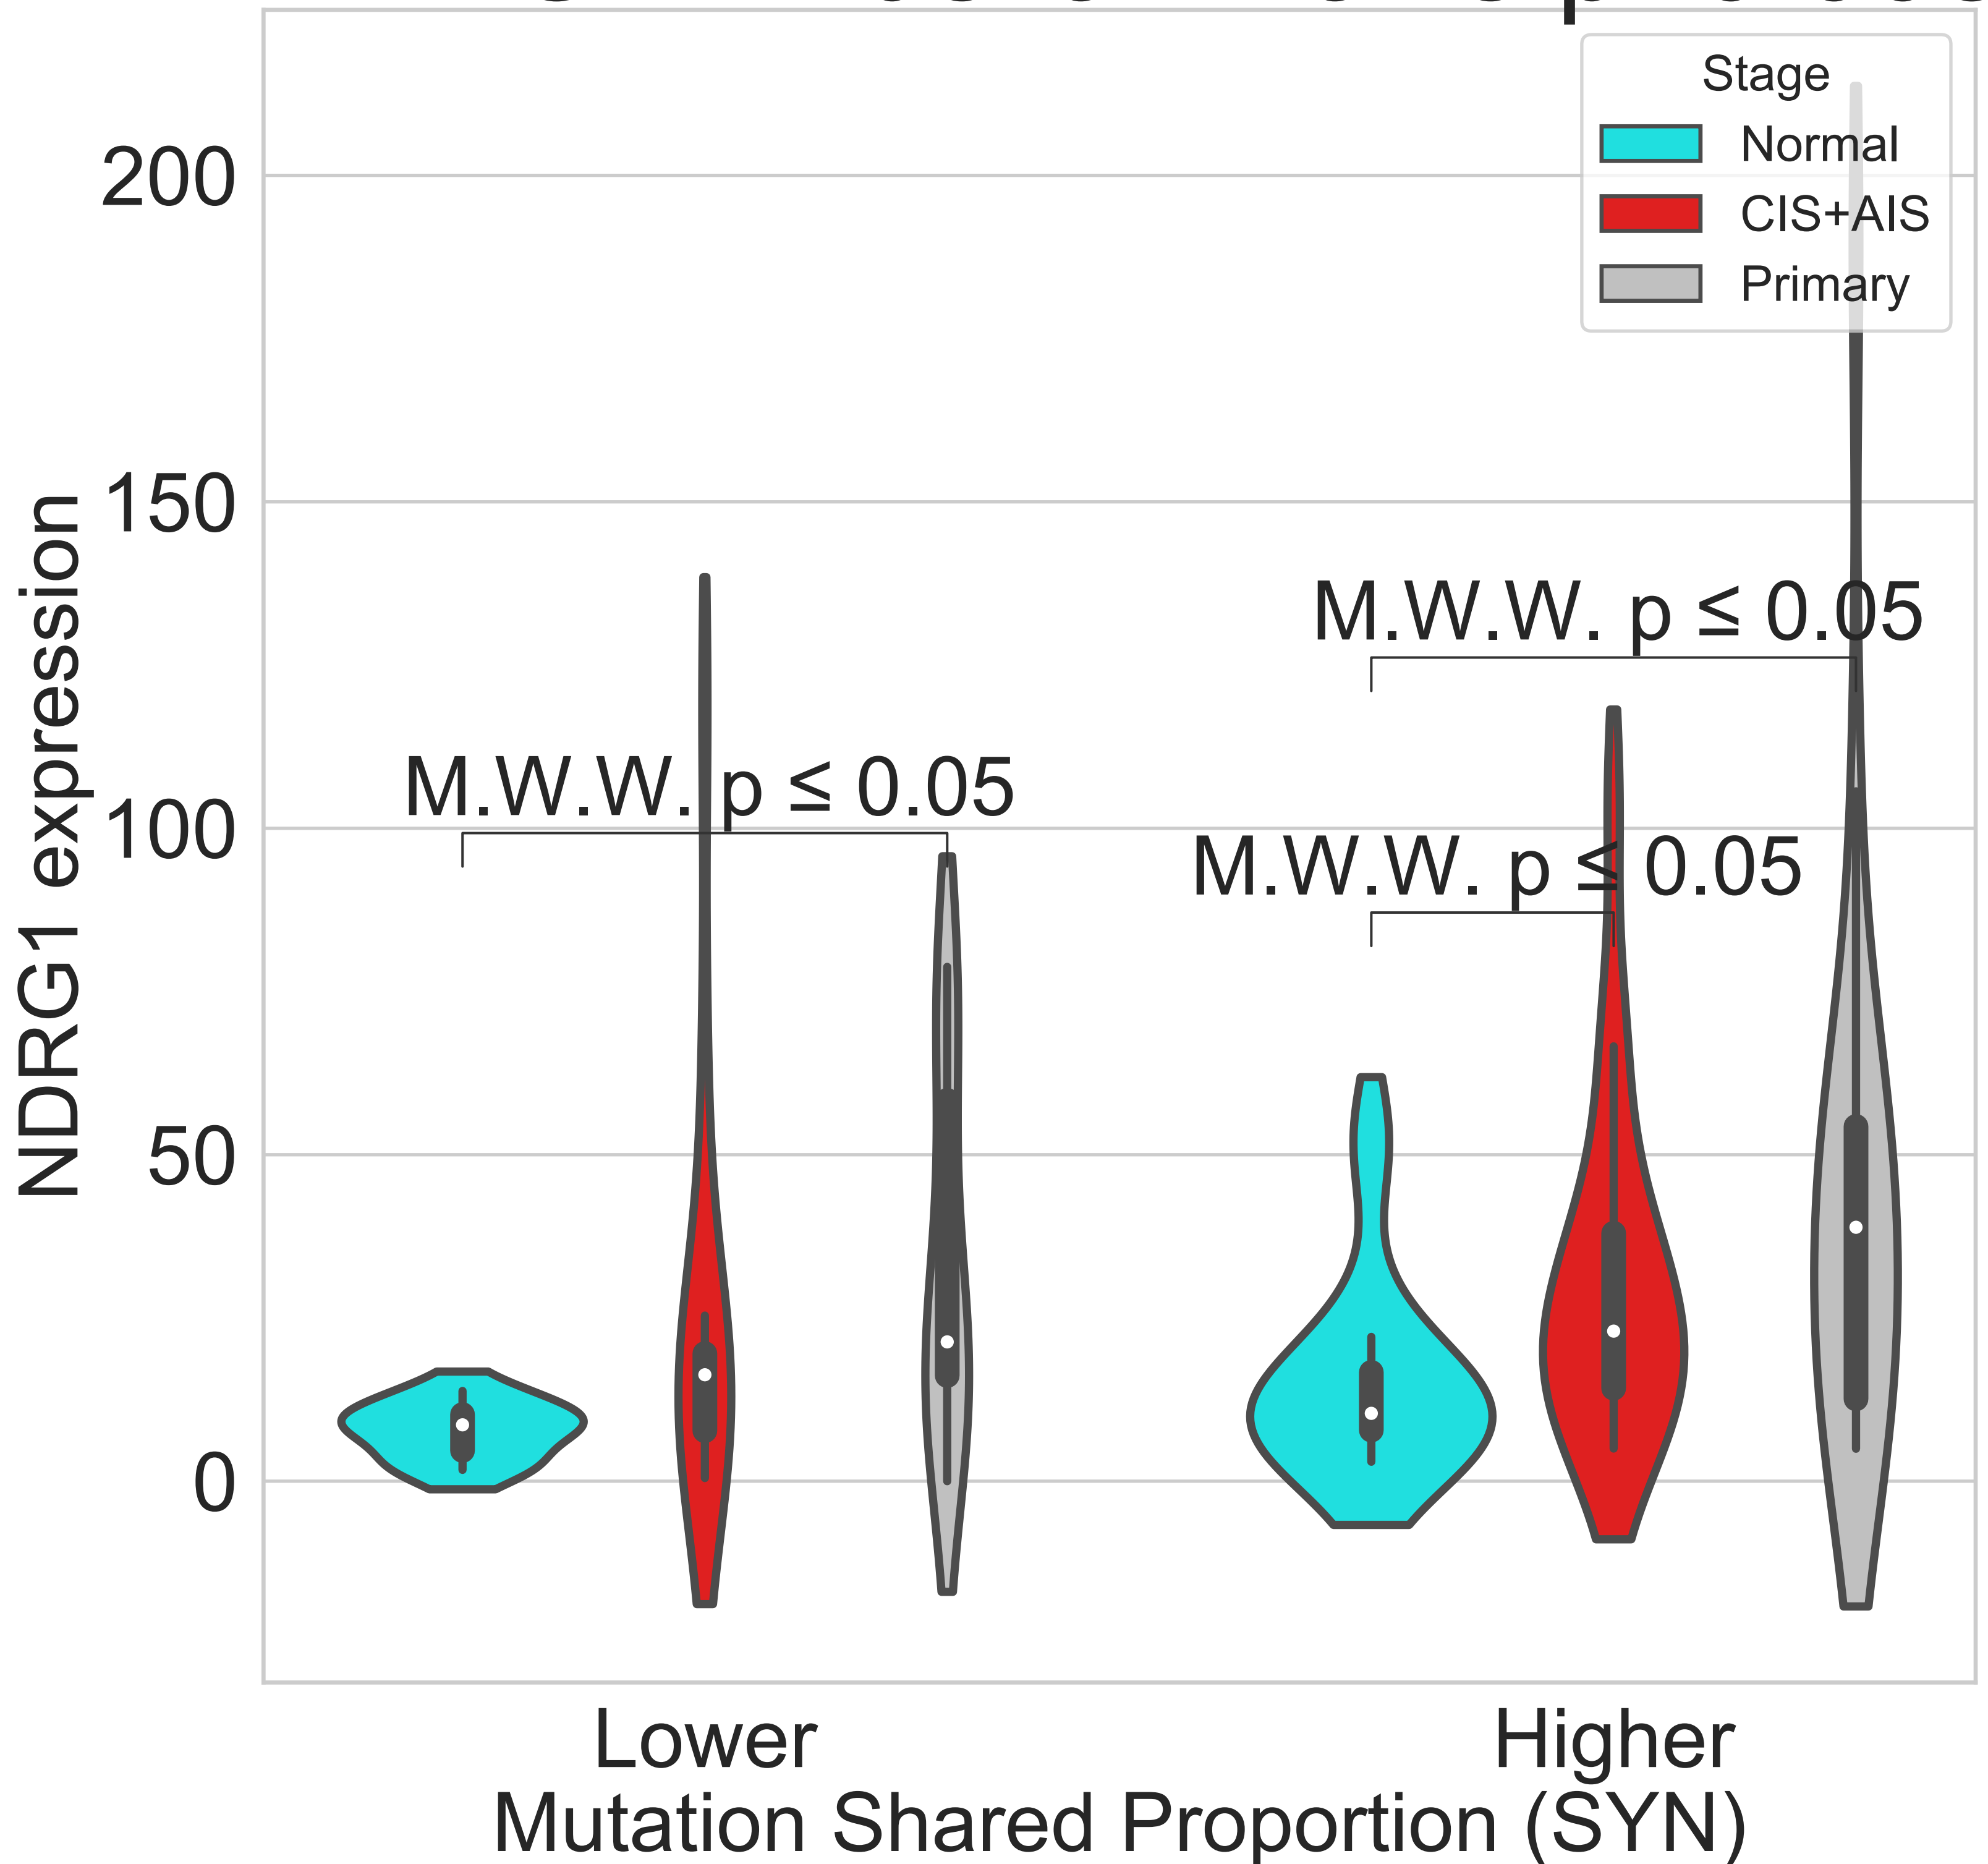 Stage
Normal
CIS+AIS
Primary
200
150
100
50
0
NDRG1 expression
M.W.W. p ≤ 0.05
M.W.W. p ≤ 0.05
M.W.W. p ≤ 0.05
Lower
Higher
Mutation Shared Proportion (SYN)